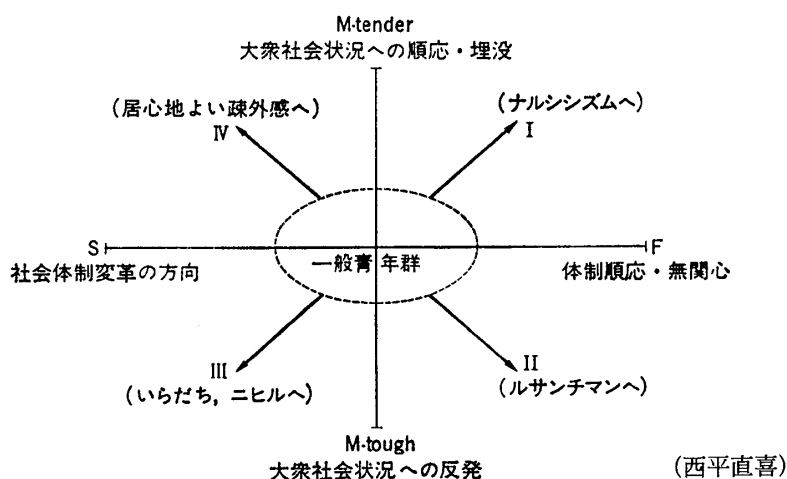 M-tender
大衆社会状況への順応・埋没
(居心地よい疎外感へ)
IV
(ナルシシズムへ)
I
S
F
社会体制変革の方向
一般青年群
体制順応・無関心
III
(いらだち,ニヒルへ)
II
(ルサンチマンへ)
M-tough
大衆社会状況への反発
(西平直喜)